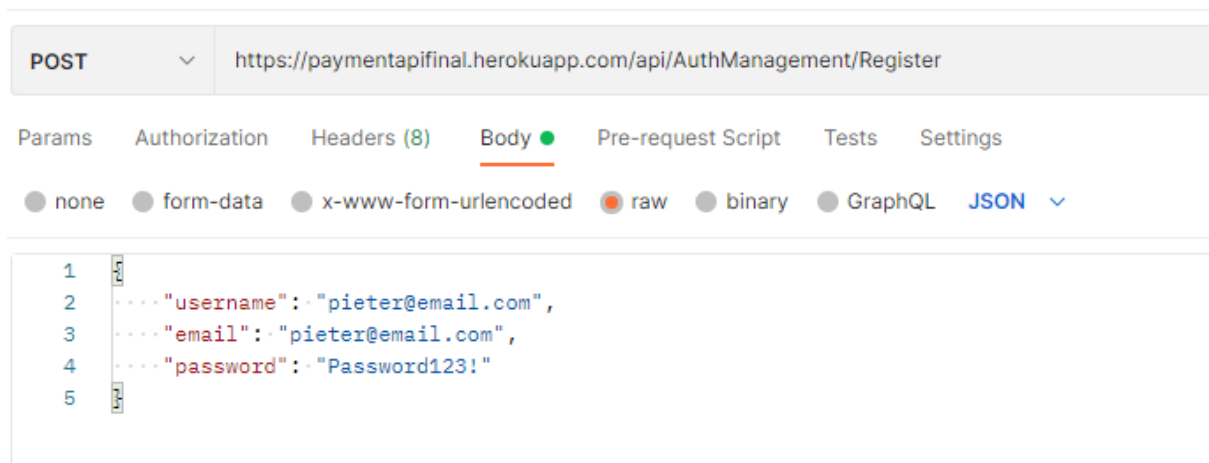 POST https://paymentapifinal.herokuapp.com/api/AuthManagement/Register
Params Authorization Headers (8) Body Pre-request Script Tests Settings
none form-data x-www-form-urlencoded raw binary GraphQL JSON
1 {
2 "username": "pieter@email.com",
3 "email": "pieter@email.com",
4 "password": "Password123!"
5 }